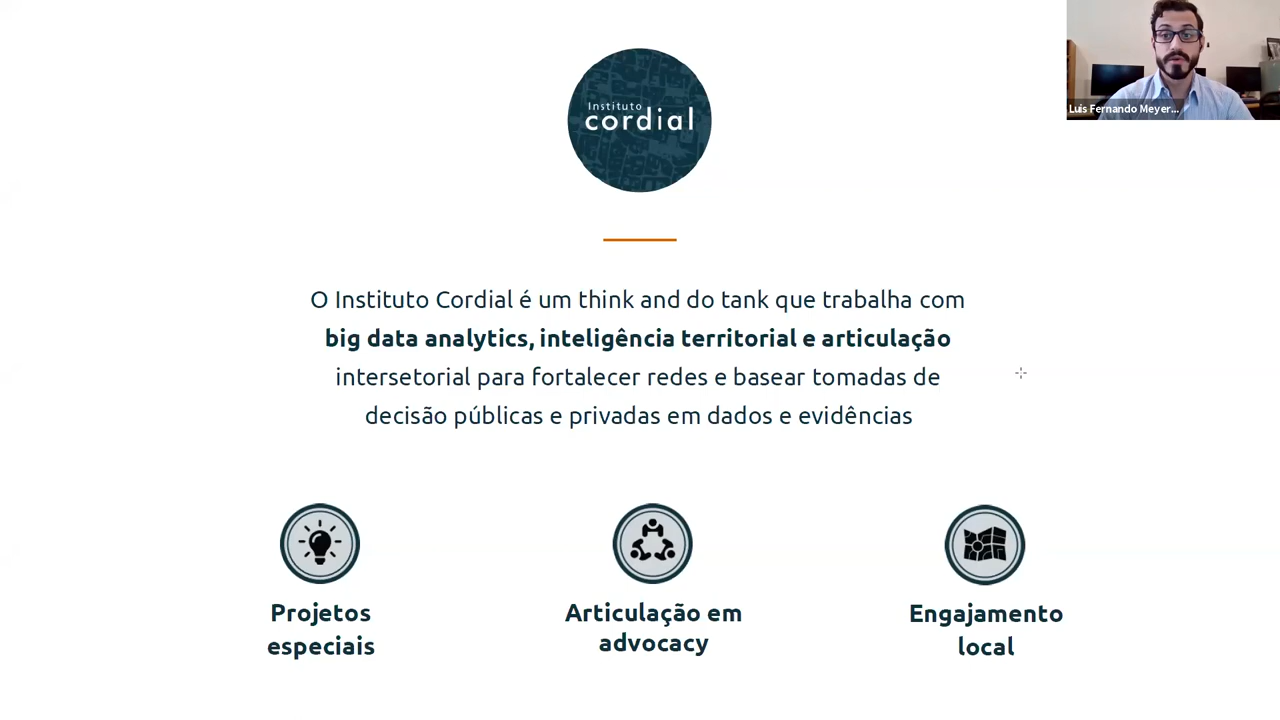 Instituto
cordial
Luis Fernando Meyer...
O Instituto Cordial é um think and do tank que trabalha com
big data analytics, inteligência territorial e articulação
intersetorial para fortalecer redes e basear tomadas de
decisão públicas e privadas em dados e evidências
Projetos
especiais
Articulação em
advocacy
Engajamento
local